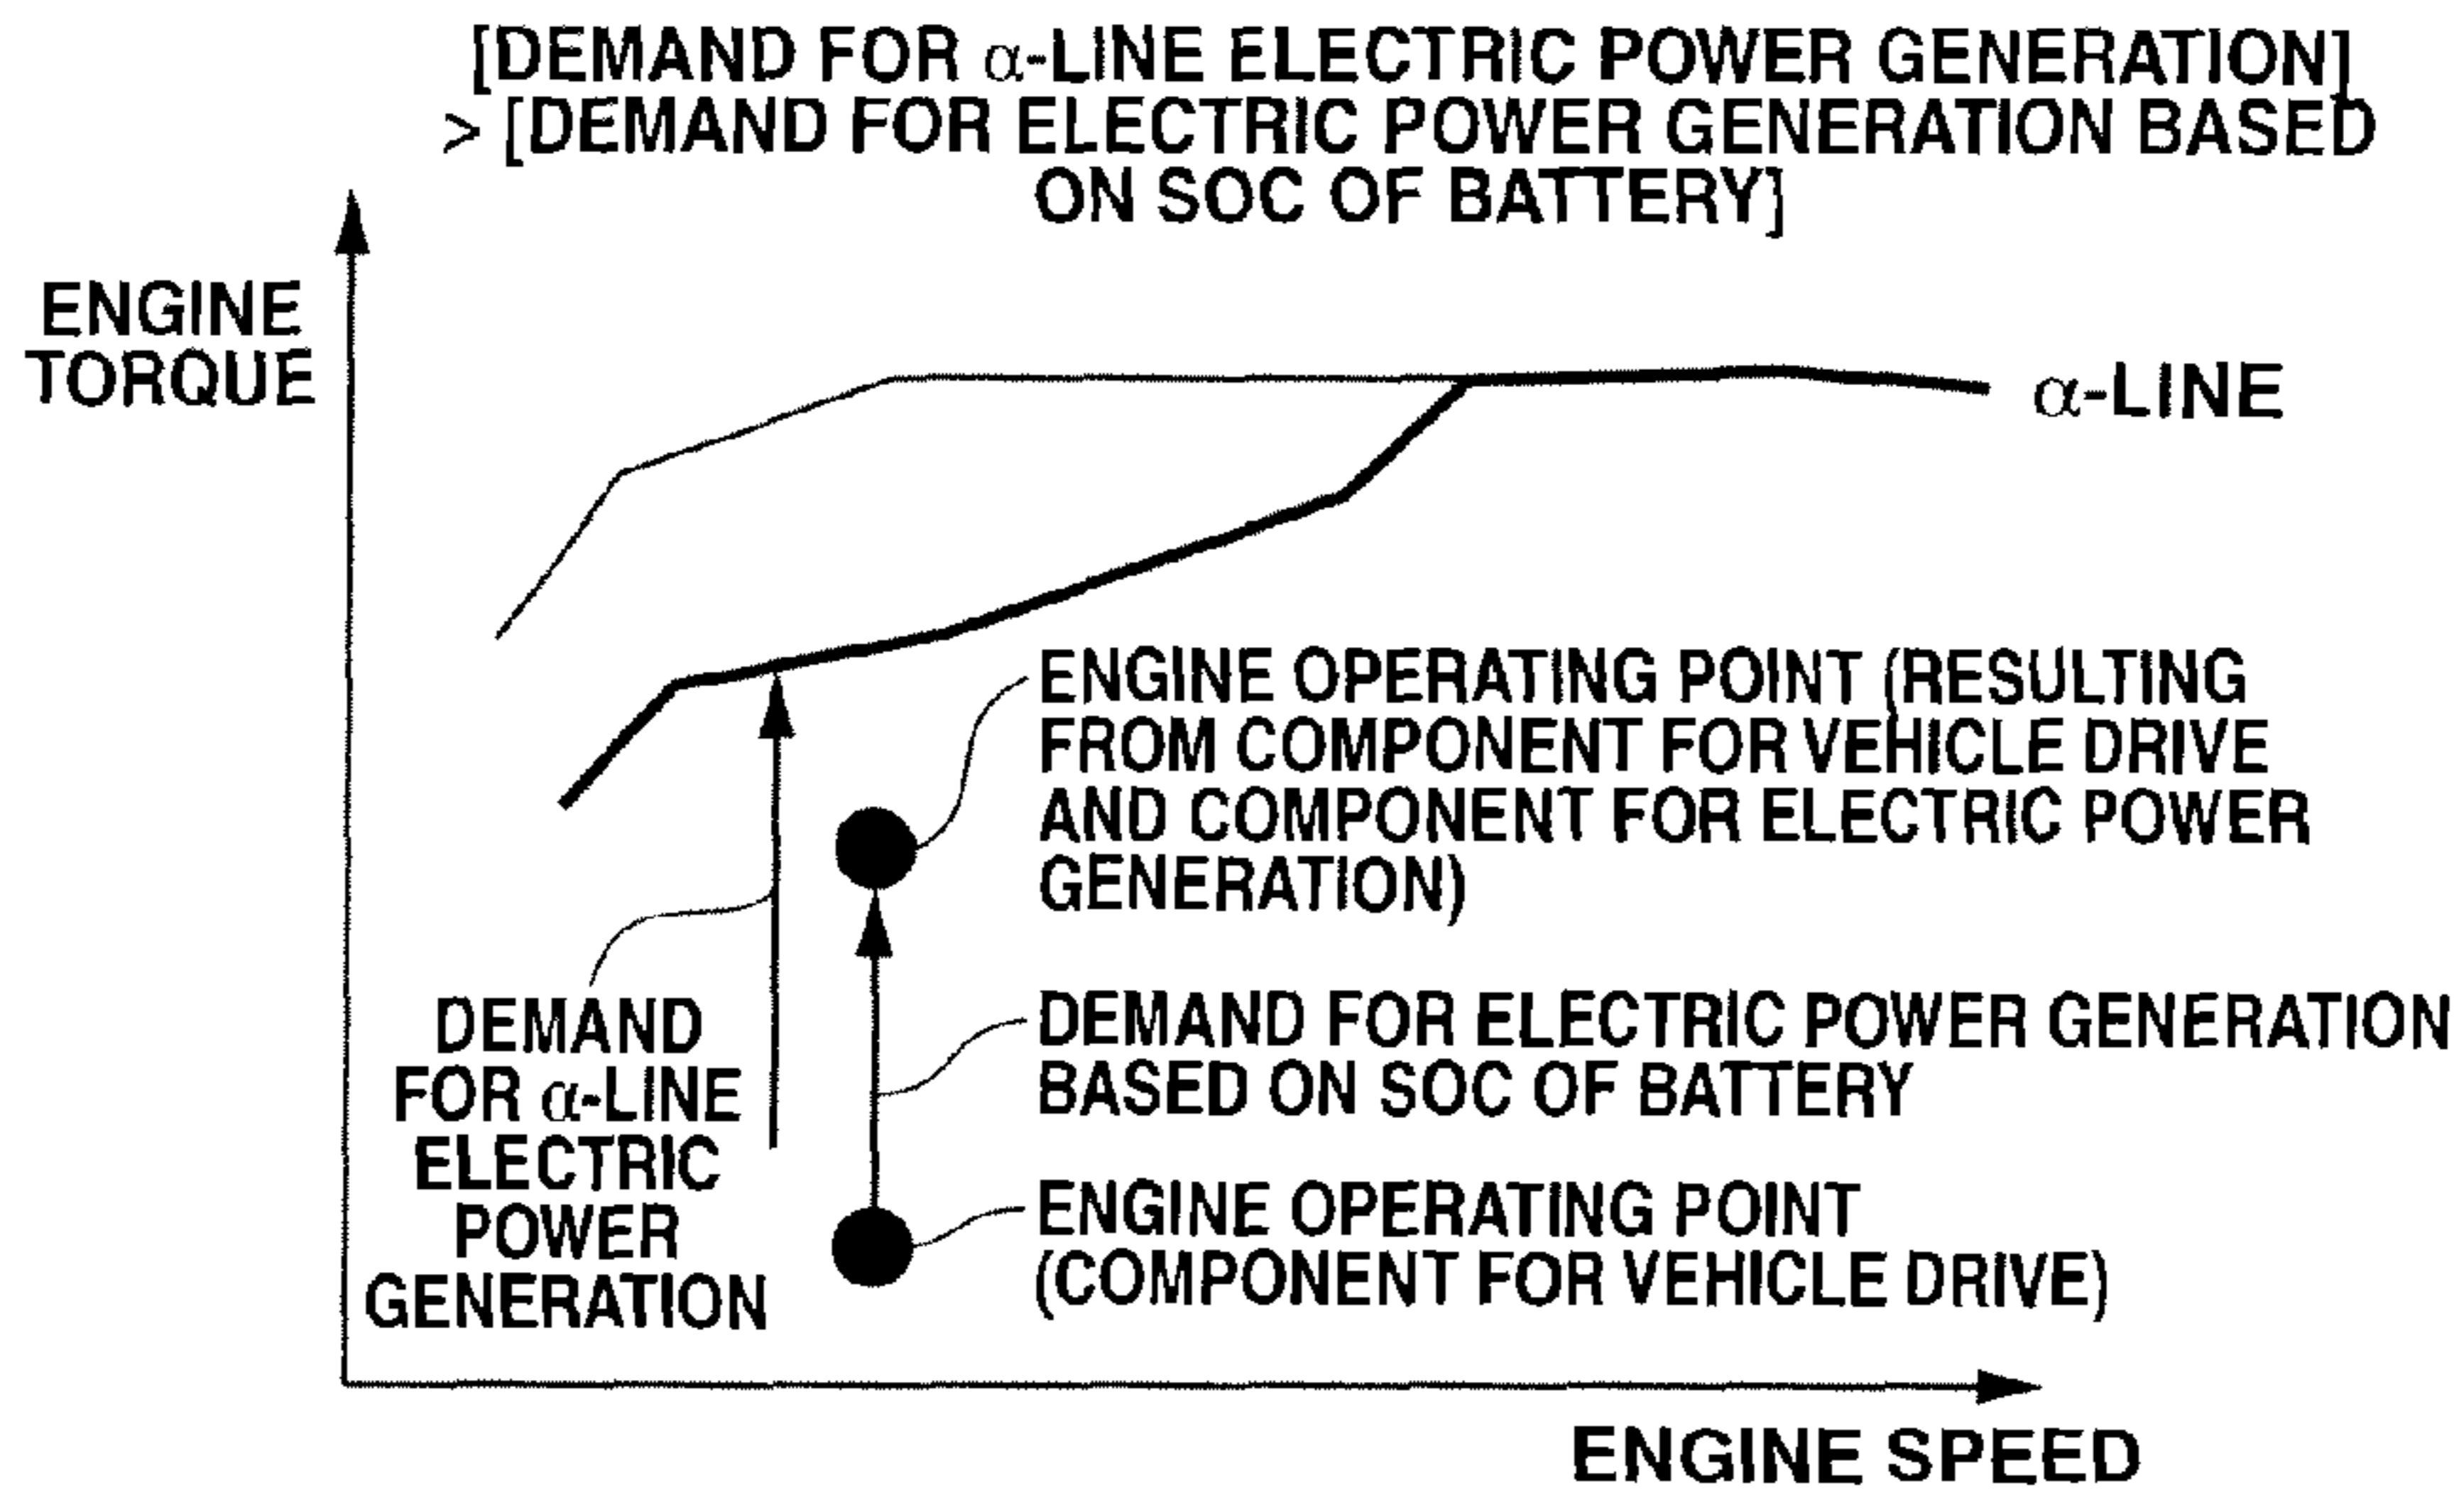 [DEMAND FOR α-LINE ELECTRIC POWER GENERATION]
> [DEMAND FOR ELECTRIC POWER GENERATION BASED
ON SOC OF BATTERY]
ENGINE
TORQUE
α-LINE
ENGINE OPERATING POINT (RESULTING
FROM COMPONENT FOR VEHICLE DRIVE
AND COMPONENT FOR ELECTRIC POWER
GENERATION)
DEMAND
FOR α-LINE
ELECTRIC
POWER
GENERATION
DEMAND FOR ELECTRIC POWER GENERATION
BASED ON SOC OF BATTERY
ENGINE OPERATING POINT
(COMPONENT FOR VEHICLE DRIVE)
ENGINE SPEED